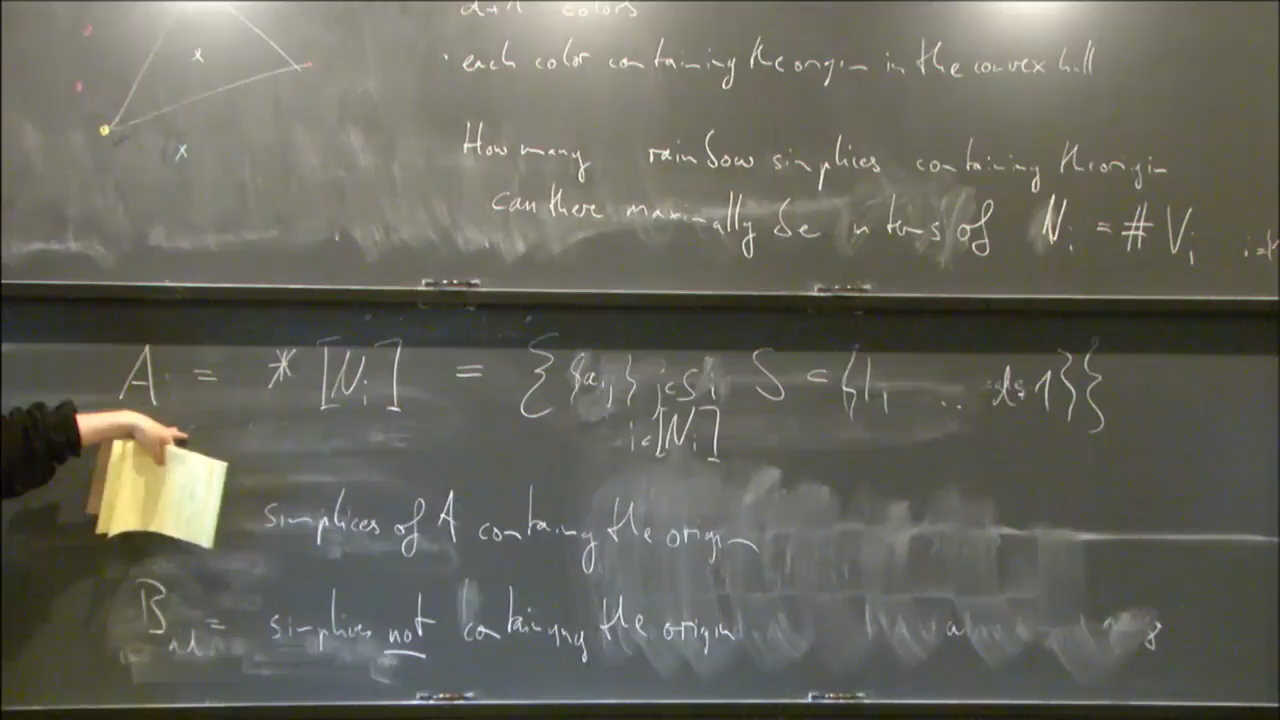 d+1 colors
· each color containing the origin in the convex hull
How many rainbow simplices containing the origin
can there maximally be in terms of N_i = # V_i
A = * [N_i] = { {a_ij} j∈S, S ⊂ {1, .. d+1} }
i∈[N_i]
simplices of A containing the origin
B = simplices not containing the origin